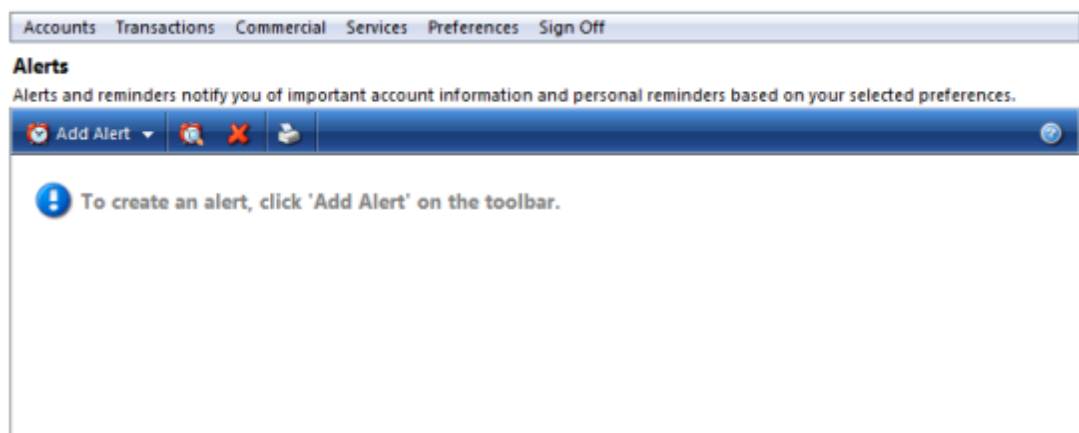 Accounts Transactions Commercial Services Preferences Sign Off
Alerts
Alerts and reminders notify you of important account information and personal reminders based on your selected preferences.
Add Alert
To create an alert, click 'Add Alert' on the toolbar.